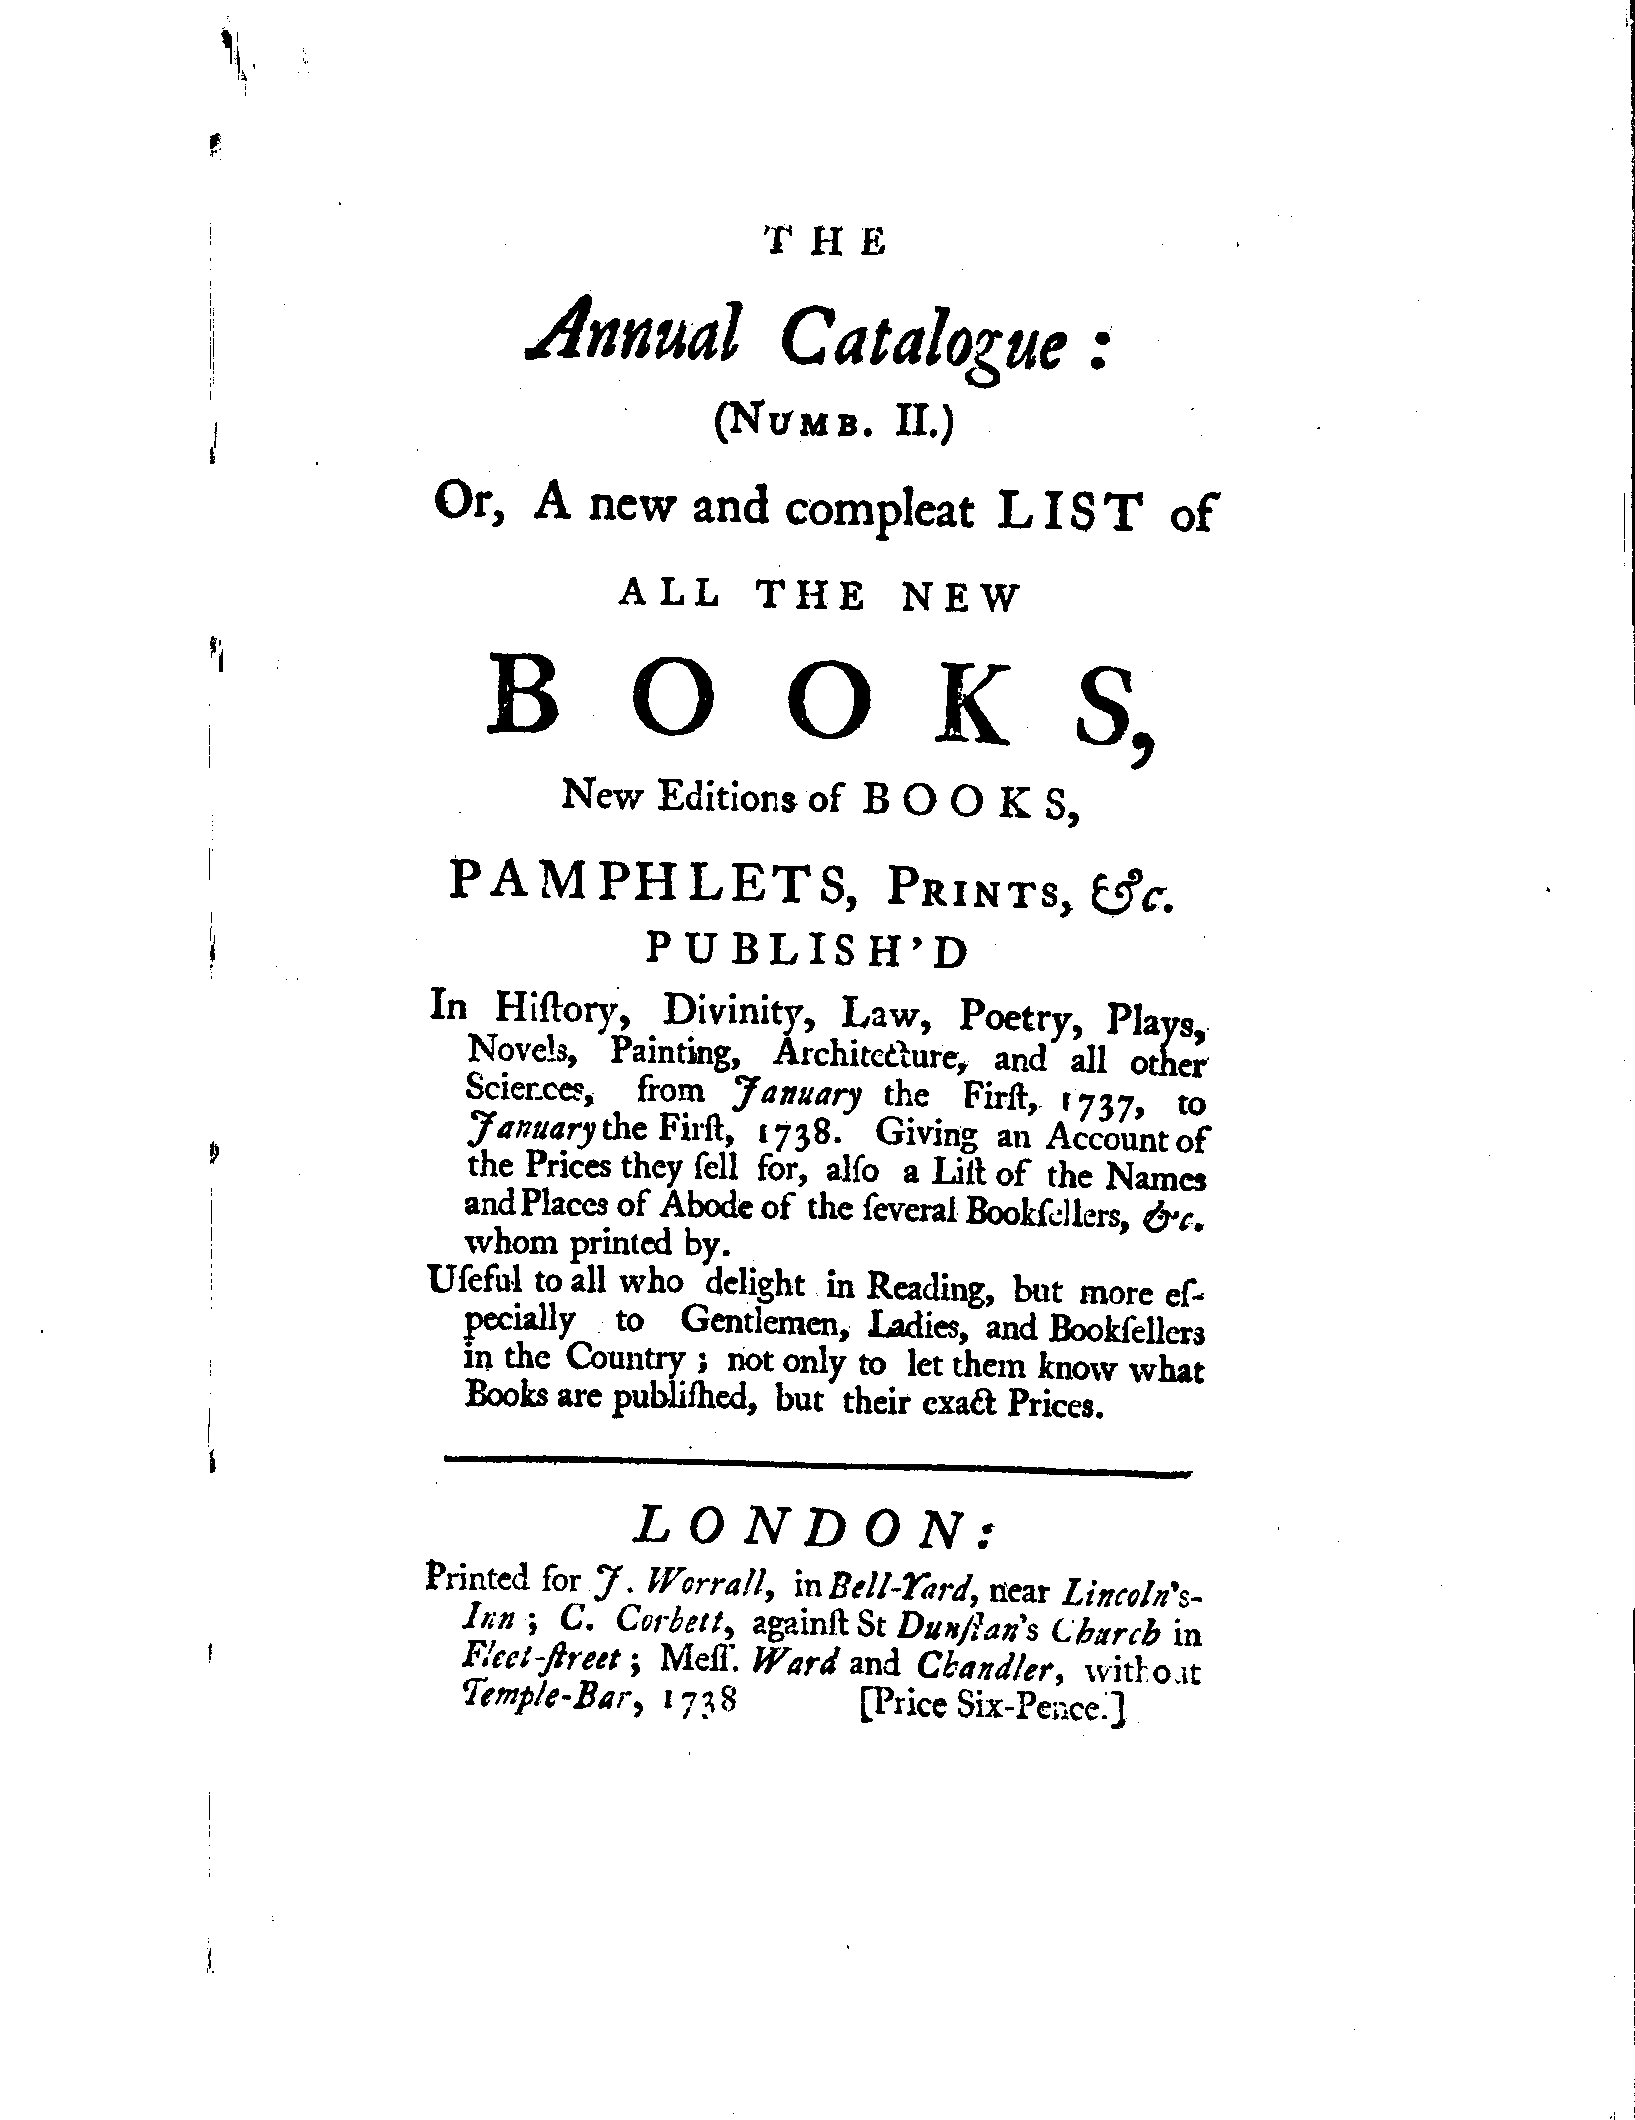 THE
Annual Catalogue:
(NUMB. II.)
Or, A new and compleat LIST of
ALL THE NEW
BOOKS,
New Editions of BOOKS,
PAMPHLETS, PRINTS, &c.
PUBLISH'D
In Hiſtory, Divinity, Law, Poetry, Plays,
Novels, Painting, Architecture, and all other
Sciences, from January the Firſt, 1737, to
January the Firſt, 1738. Giving an Account of
the Prices they ſell for, alſo a Liſt of the Names
and Places of Abode of the ſeveral Bookſellers, &c.
whom printed by.
Uſeful to all who delight in Reading, but more eſ-
pecially to Gentlemen, Ladies, and Bookſellers
in the Country; not only to let them know what
Books are publiſhed, but their exact Prices.
LONDON:
Printed for J. Worrall, in Bell-Yard, near Lincoln's-
Inn; C. Corbett, againſt St Dunſtan's Church in
Fleet-ſtreet; Meſſ. Ward and Chandler, without
Temple-Bar, 1738 [Price Six-Pence.]